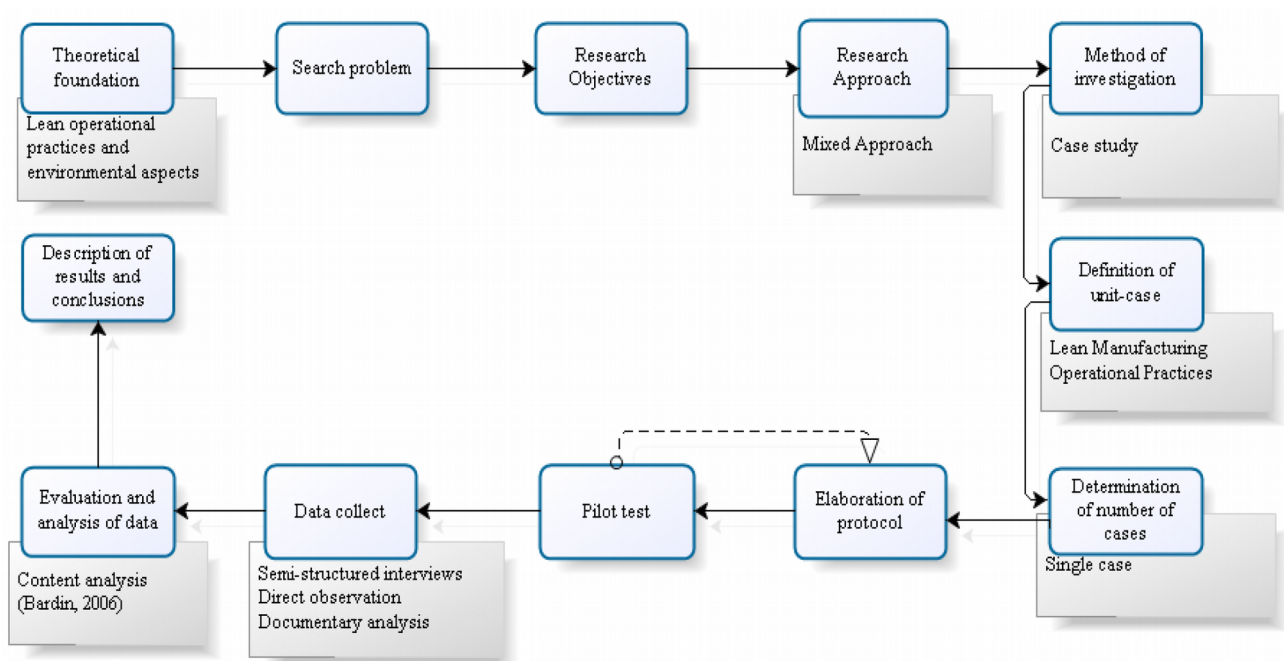 Theoretical
foundation
Lean operational
practices and
environmental aspects
Search problem
Research
Objectives
Research
Approach
Mixed Approach
Method of
investigation
Case study
Definition of
unit-case
Lean Manufacturing
Operational Practices
Determination
of number of
cases
Single case
Elaboration of
protocol
Pilot test
Data collect
Semi-structured interviews
Direct observation
Documentary analysis
Evaluation and
analysis of data
Content analysis
(Bardin, 2006)
Description of
results and
conclusions